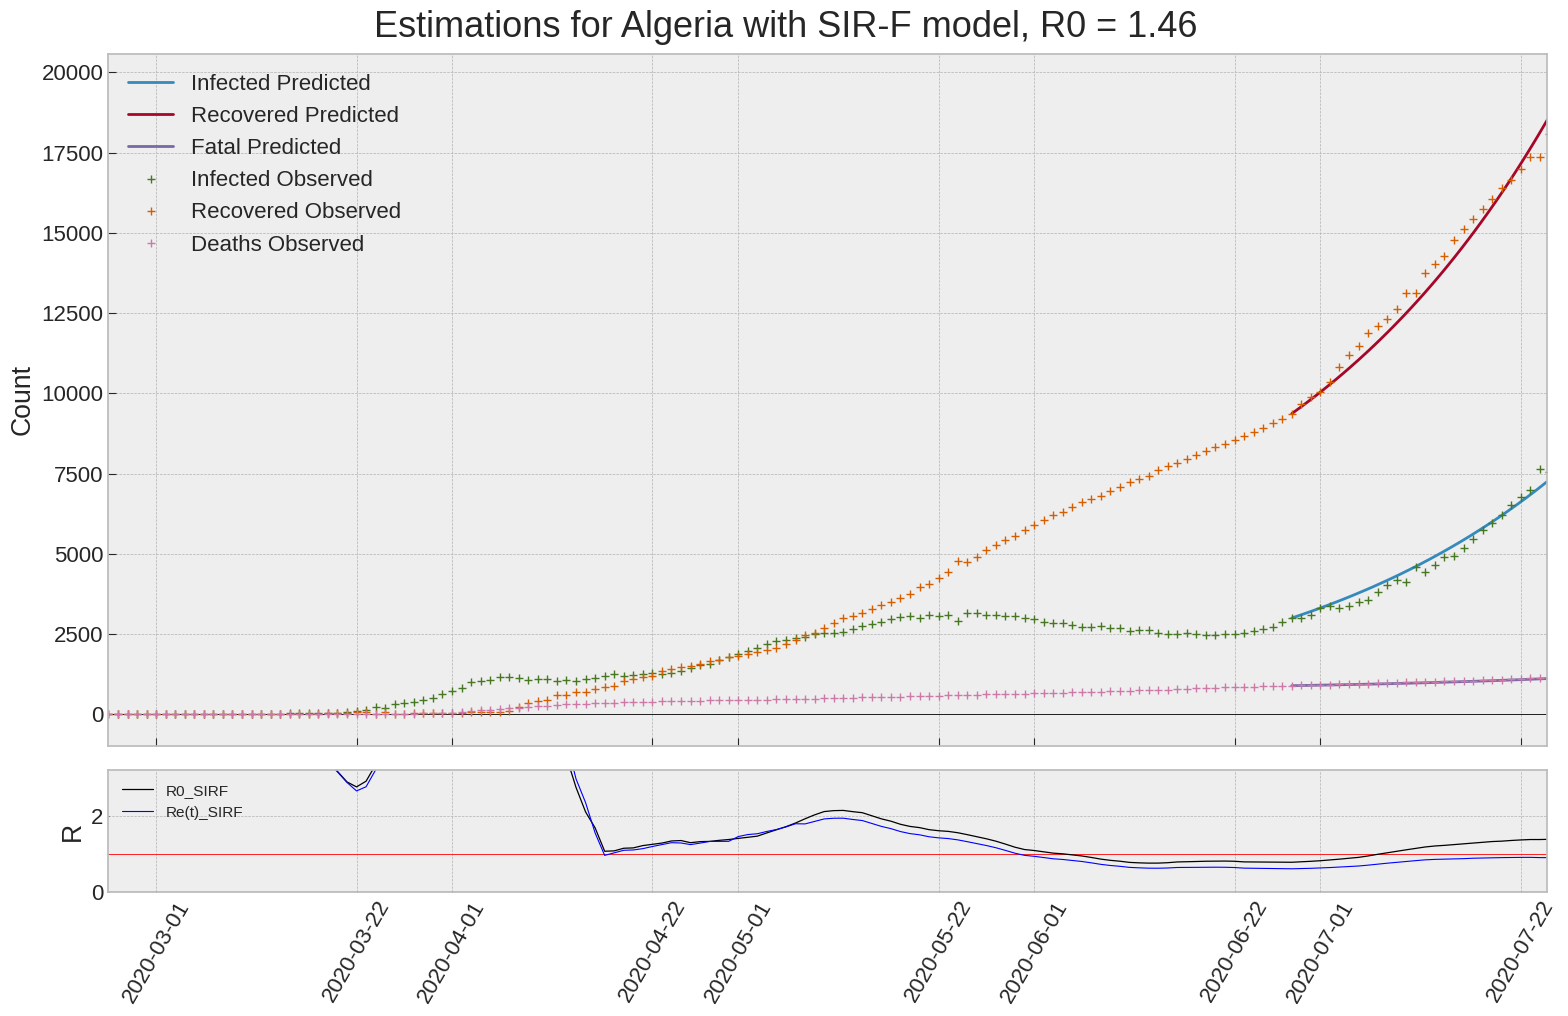 Estimations for Algeria with SIR-F model, R0 = 1.46
20000
17500
15000
12500
10000
7500
5000
2500
0
Count
Infected Predicted
Recovered Predicted
Fatal Predicted
Infected Observed
Recovered Observed
Deaths Observed
R0_SIRF
Re(t)_SIRF
2
0
R
2020-03-01
2020-03-22
2020-04-01
2020-04-22
2020-05-01
2020-05-22
2020-06-01
2020-06-22
2020-07-01
2020-07-22